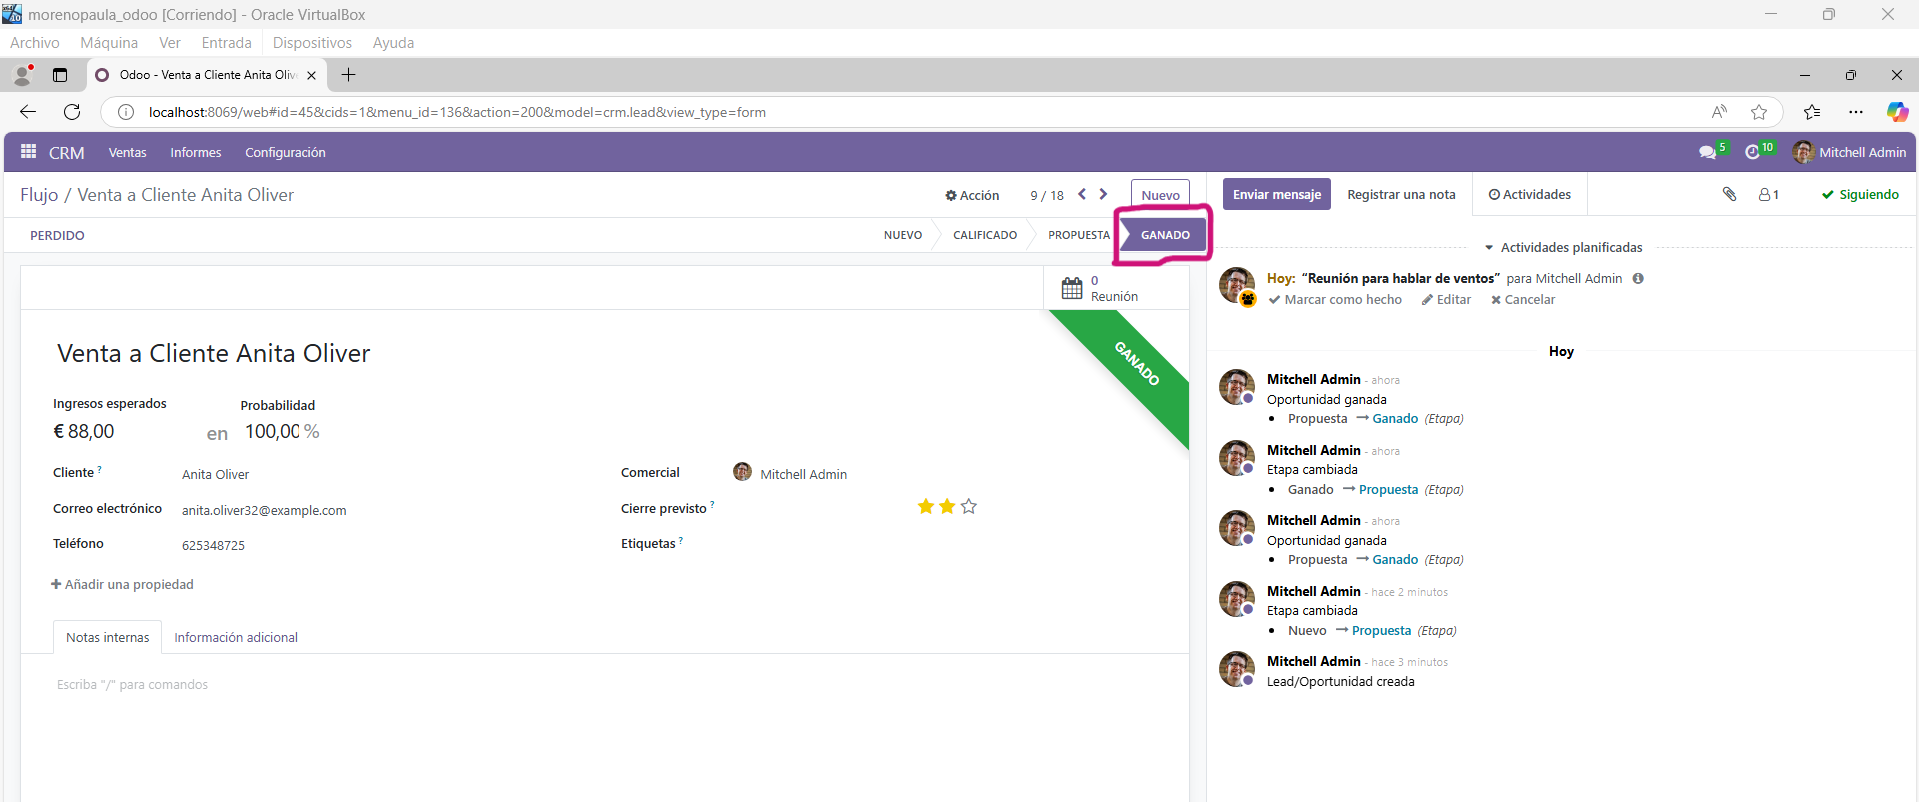 morenopaula_odoo [Corriendo] - Oracle VirtualBox
Archivo Máquina Ver Entrada Dispositivos Ayuda
Odoo - Venta a Cliente Anita Olive
localhost:8069/web#id=45&cids=1&menu_id=136&action=200&model=crm.lead&view_type=form
CRM Ventas Informes Configuración 5 10 Mitchell Admin
Flujo / Venta a Cliente Anita Oliver Acción 9 / 18 Nuevo
PERDIDO NUEVO CALIFICADO PROPUESTA GANADO
0
Reunión
GANADO
Venta a Cliente Anita Oliver
Ingresos esperados Probabilidad
€ 88,00 en 100,00 %
Cliente ? Anita Oliver Comercial Mitchell Admin
Correo electrónico anita.oliver32@example.com Cierre previsto ?
Teléfono 625348725 Etiquetas ?
Añadir una propiedad
Notas internas Información adicional
Escriba "/" para comandos
Enviar mensaje Registrar una nota Actividades 1 Siguiendo
Actividades planificadas
Hoy: “Reunión para hablar de ventos” para Mitchell Admin
Marcar como hecho Editar Cancelar
Hoy
Mitchell Admin - ahora
Oportunidad ganada
• Propuesta → Ganado (Etapa)
Mitchell Admin - ahora
Etapa cambiada
• Ganado → Propuesta (Etapa)
Mitchell Admin - ahora
Oportunidad ganada
• Propuesta → Ganado (Etapa)
Mitchell Admin - hace 2 minutos
Etapa cambiada
• Nuevo → Propuesta (Etapa)
Mitchell Admin - hace 3 minutos
Lead/Oportunidad creada